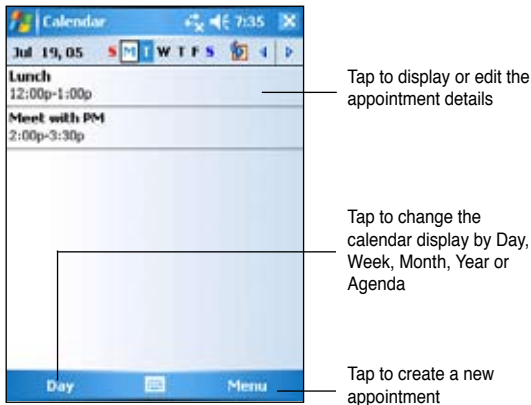 Calendar 7:35
Jul 19, 05 S M T W T F S
Lunch
12:00p-1:00p
Meet with PM
2:00p-3:30p
Day Menu
Tap to display or edit the
appointment details
Tap to change the
calendar display by Day,
Week, Month, Year or
Agenda
Tap to create a new
appointment